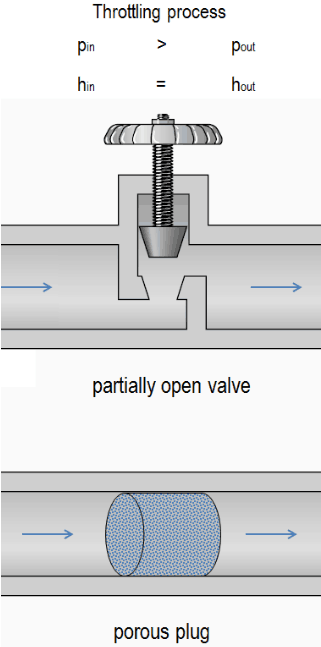 Throttling process
pin > pout
hin = hout
partially open valve
porous plug